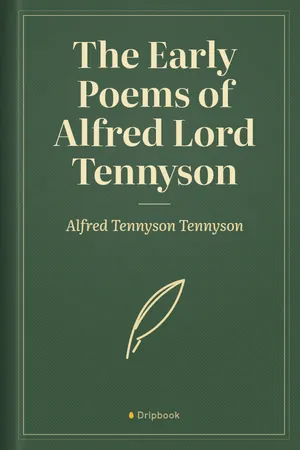 The Early
Poems of
Alfred Lord
Tennyson
Alfred Tennyson Tennyson
Dripbook